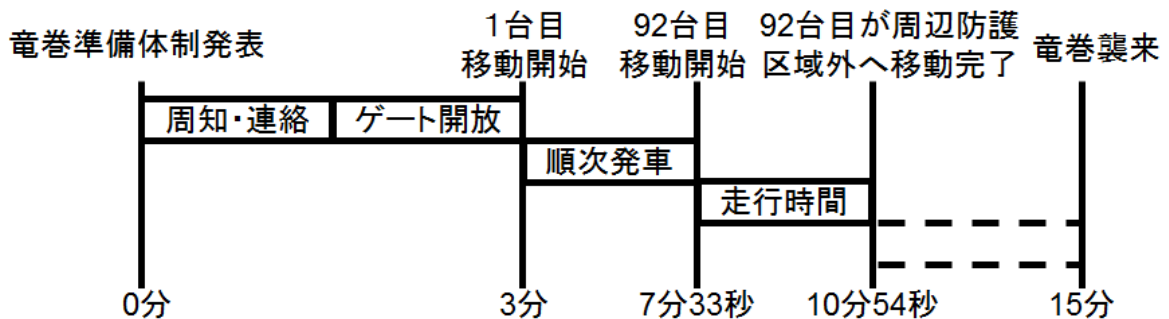 竜巻準備体制発表
1台目
移動開始
92台目
移動開始
92台目が周辺防護
区域外へ移動完了
竜巻襲来
周知・連絡
ゲート開放
順次発車
走行時間
0分
3分
7分33秒
10分54秒
15分